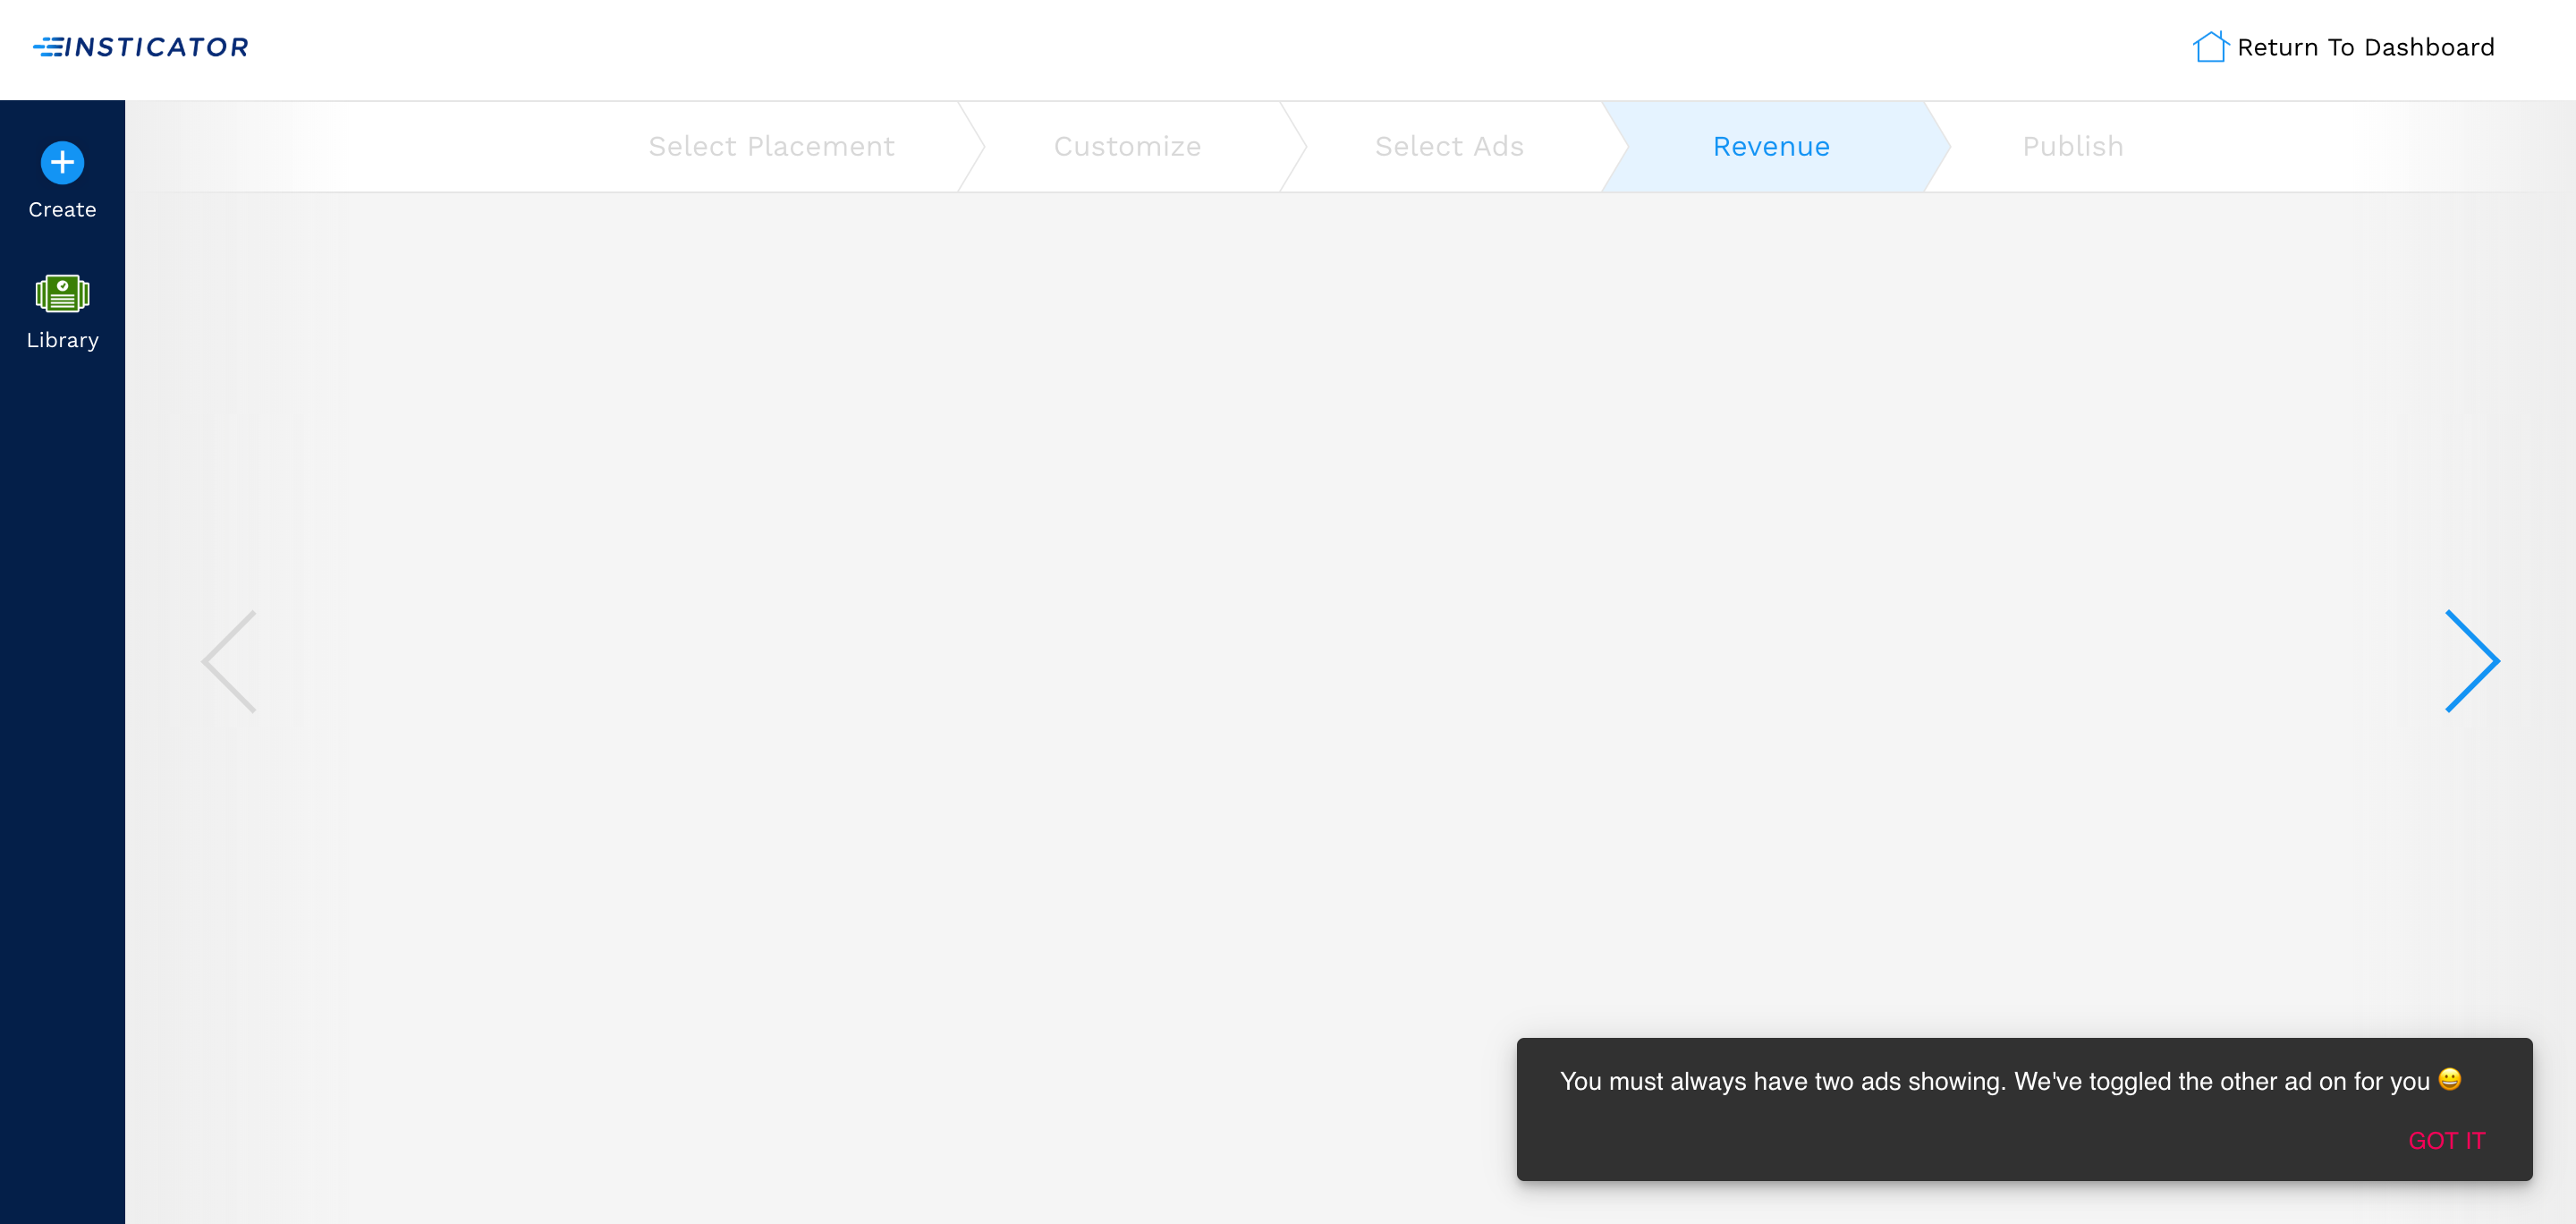 INSTICATOR
Return To Dashboard
Create
Library
Select Placement
Customize
Select Ads
Revenue
Publish
You must always have two ads showing. We've toggled the other ad on for you 😀
GOT IT